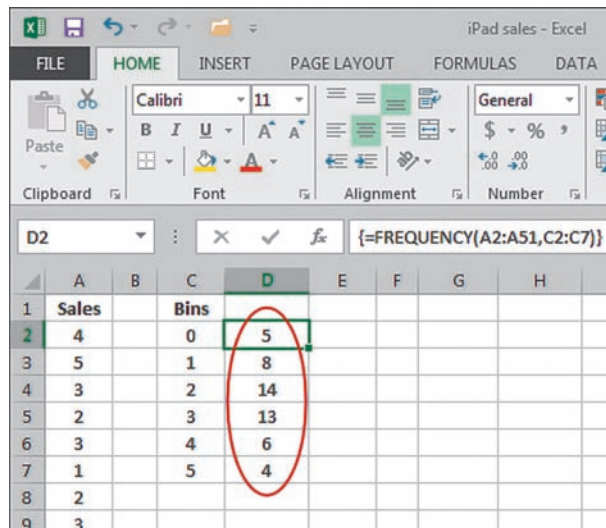 iPad sales - Excel
FILE HOME INSERT PAGE LAYOUT FORMULAS DATA
Calibri 11 General
B I U A A $ % ,
Paste A .0 .00 .00 .0
Clipboard Font Alignment Number
D2 fx {=FREQUENCY(A2:A51,C2:C7)}
A B C D E F G H
1 Sales Bins
2 4 0 5
3 5 1 8
4 3 2 14
5 2 3 13
6 3 4 6
7 1 5 4
8 2
9 3